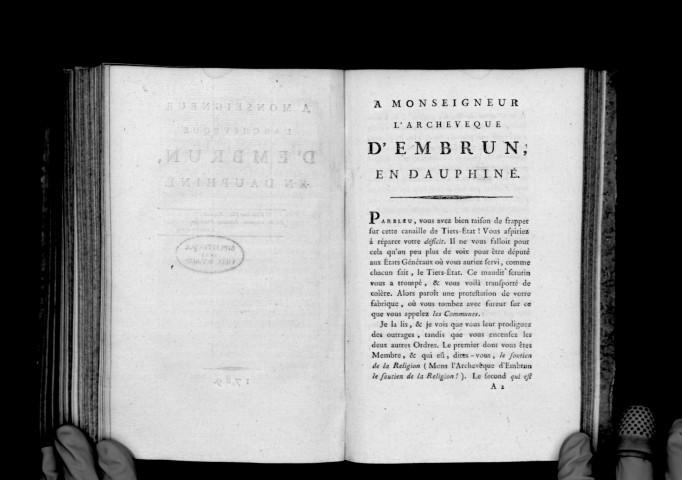 A MONSEIGNEUR
L'ARCHEVEQUE
D'EMBRUN,
EN DAUPHINÉ.
PARBLEU, vous avez bien raison de frapper
sur cette canaille de Tiers-État ! Vous aspiriez
à réparer votre déficit. Il ne vous falloit pour
cela qu'un peu plus de voix pour être député
aux États Généraux où vous auriez servi, comme
chacun sait, le Tiers-État. Ce maudit scrutin
vous a trompé, & vous voilà transporté de
colère. Alors paroît une protestation de votre
fabrique, où vous tombez avec fureur sur ce
que vous appelez les Communes.
Je la lis, & je vois que vous leur prodiguez
des outrages, tandis que vous encensez les
deux autres Ordres. Le premier dont vous êtes
Membre, & qui est, dites-vous, le soutien
de la Religion (Mons l'Archevêque d'Embrun
le soutien de la Religion !). Le second qui est
A 2